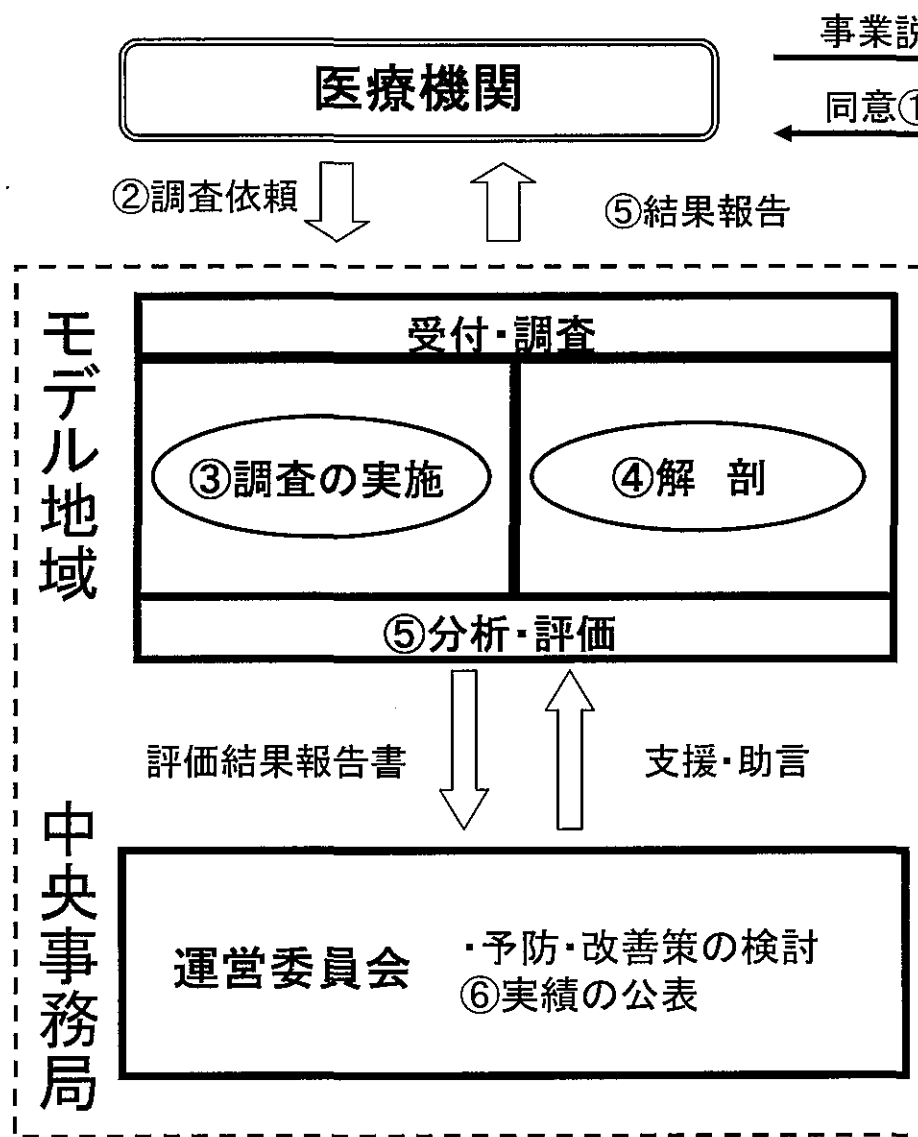 事業説
医療機関
同意①
②調査依頼
⑤結果報告
モデル地域
受付・調査
③調査の実施
④解 剖
⑤分析・評価
評価結果報告書
支援・助言
中央事務局
運営委員会
・予防・改善策の検討
⑥実績の公表